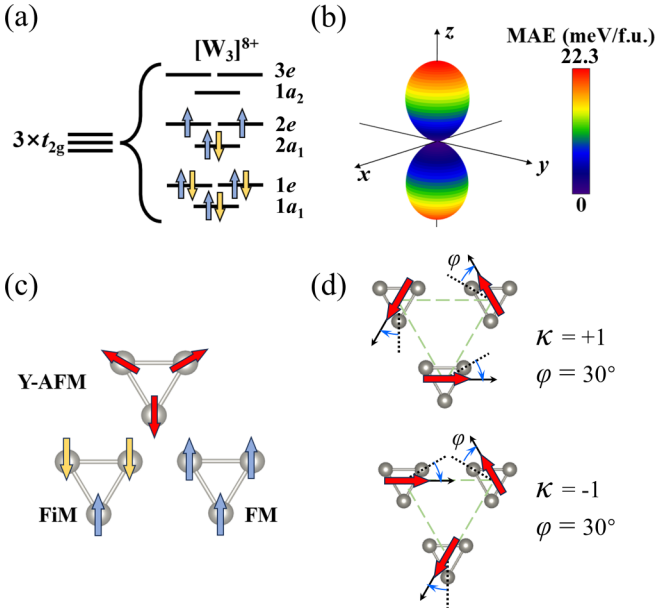 (a)
[W₃]⁸⁺
3e
1a₂
3×t₂g
2e
2a₁
1e
1a₁
(b)
z
x
y
MAE (meV/f.u.)
22.3
0
(c)
Y-AFM
FiM
FM
(d)
φ
κ = +1
φ = 30°
φ
κ = -1
φ = 30°